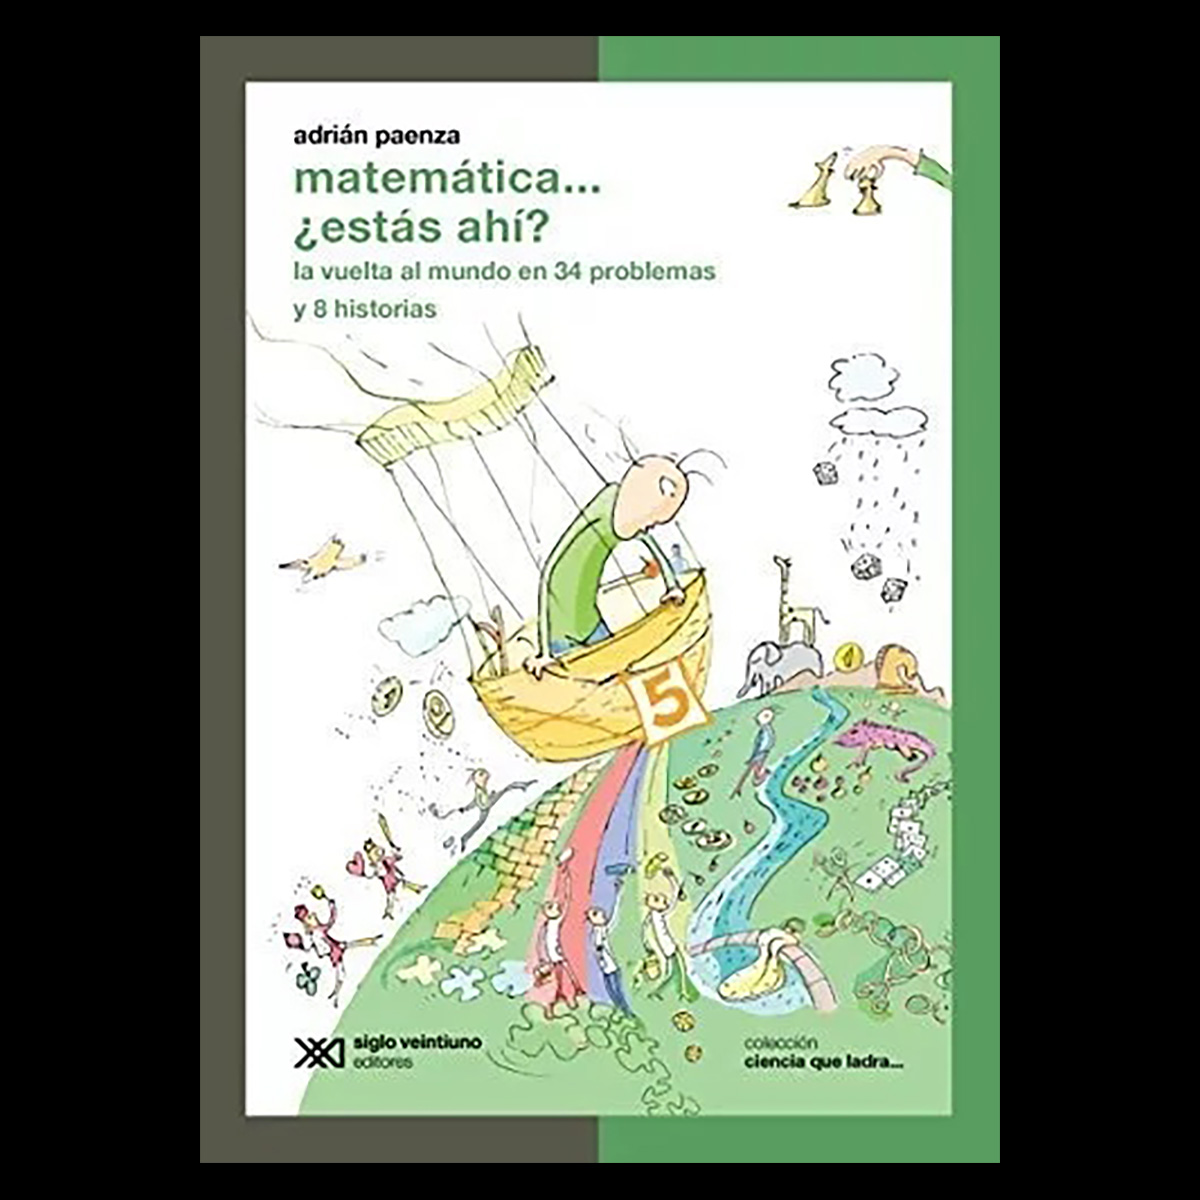 adrián paenza
matemática...
¿estás ahí?
la vuelta al mundo en 34 problemas
y 8 historias
5
siglo veintiuno
editores
colección
ciencia que ladra...